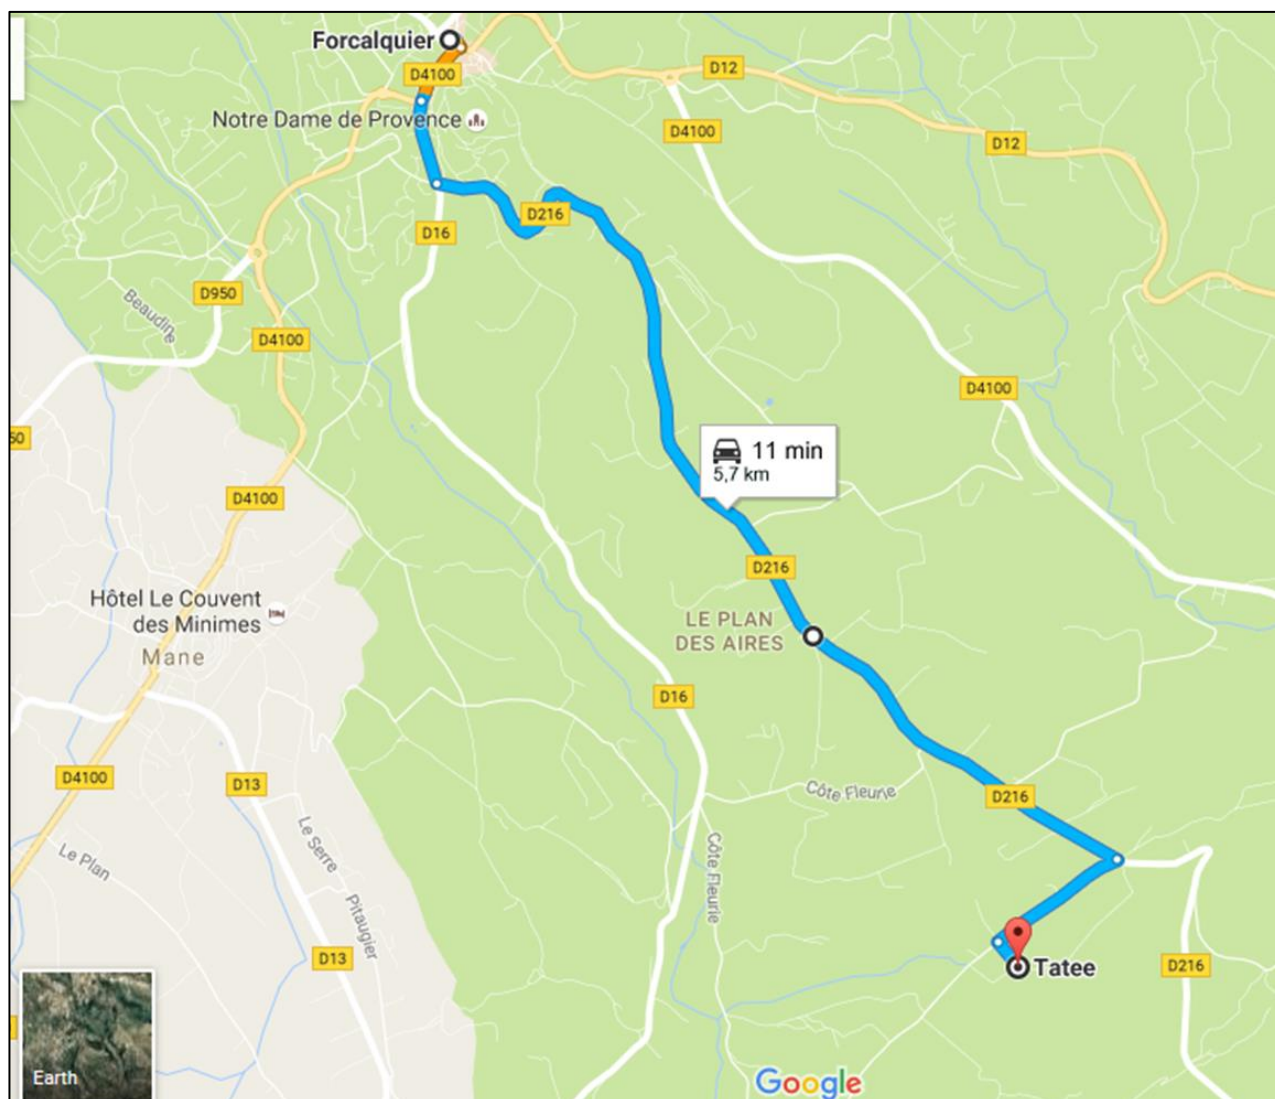 Forcalquier
D4100
D12
Notre Dame de Provence
D4100
D12
D216
D16
D950
Beaudine
D4100
D4100
50
11 min
5,7 km
D4100
D216
Hôtel Le Couvent
des Minimes
LE PLAN
DES AIRES
Mane
D16
D4100
D13
Côte Fleurie
D216
Le Serre
Le Plan
Côte Fleurie
Pitaugier
D13
Tatee
D216
Earth
Google